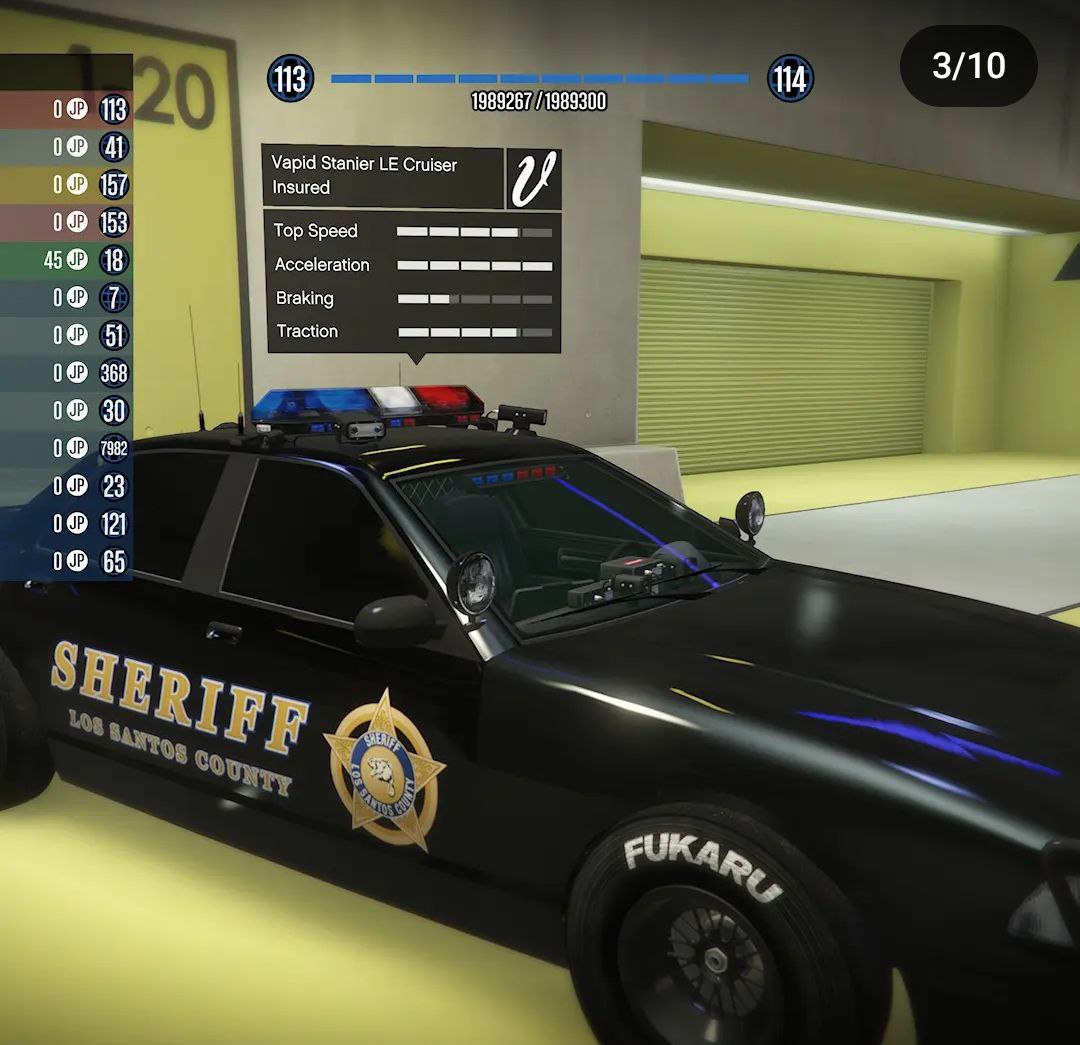 3/10
113
114
1989267/1989300
-20
0 JP 113
0 JP 41
0 JP 157
0 JP 153
45 JP 18
0 JP 7
0 JP 51
0 JP 368
0 JP 30
0 JP 7982
0 JP 23
0 JP 121
0 JP 65
Vapid Stanier LE Cruiser
Insured
V
Top Speed
Acceleration
Braking
Traction
SHERIFF
LOS SANTOS COUNTY
SHERIFF
LOS SANTOS COUNTY
FUKARU